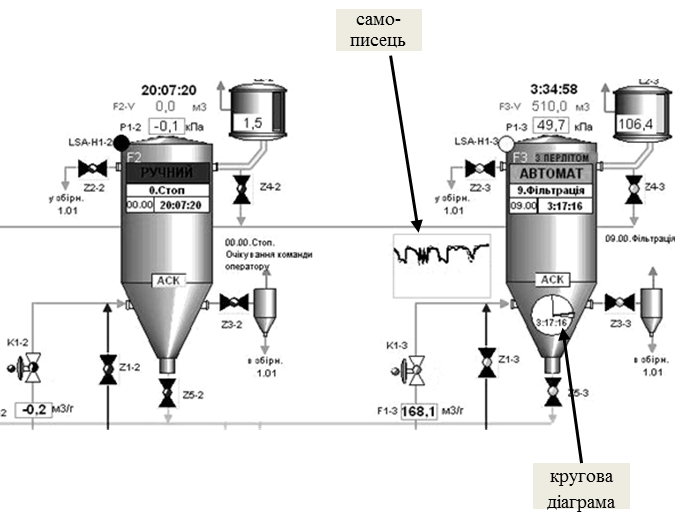 само-
писець
20:07:20
F2-V 0,0 м3
P1-2 -0,1 кПа
1,5
LSA-H1-2
F2
РУЧНИЙ
0.Стоп
00.00 20:07:20
Z2-2
Z4-2
у обірн.
1.01
00.00.Стоп.
Очікування команди
оператору
АСК
Z3-2
К1-2
Z1-2
в обірн.
1.01
Z5-2
-0,2 м3/г
3:34:58
F3-V 510,0 м3
P1-3 49,7 кПа
L2-3
106,4
LSA-H1-3
F3 З ПЕРЛІТОМ
АВТОМАТ
9.Фільтрація
09.00 3:17:16
Z2-3
Z4-3
у обірн.
1.01
09.00.Фільтрація
АСК
3:17:16
Z3-3
К1-3
Z1-3
в обірн.
1.01
Z5-3
F1-3 168,1 м3/г
кругова
діаграма